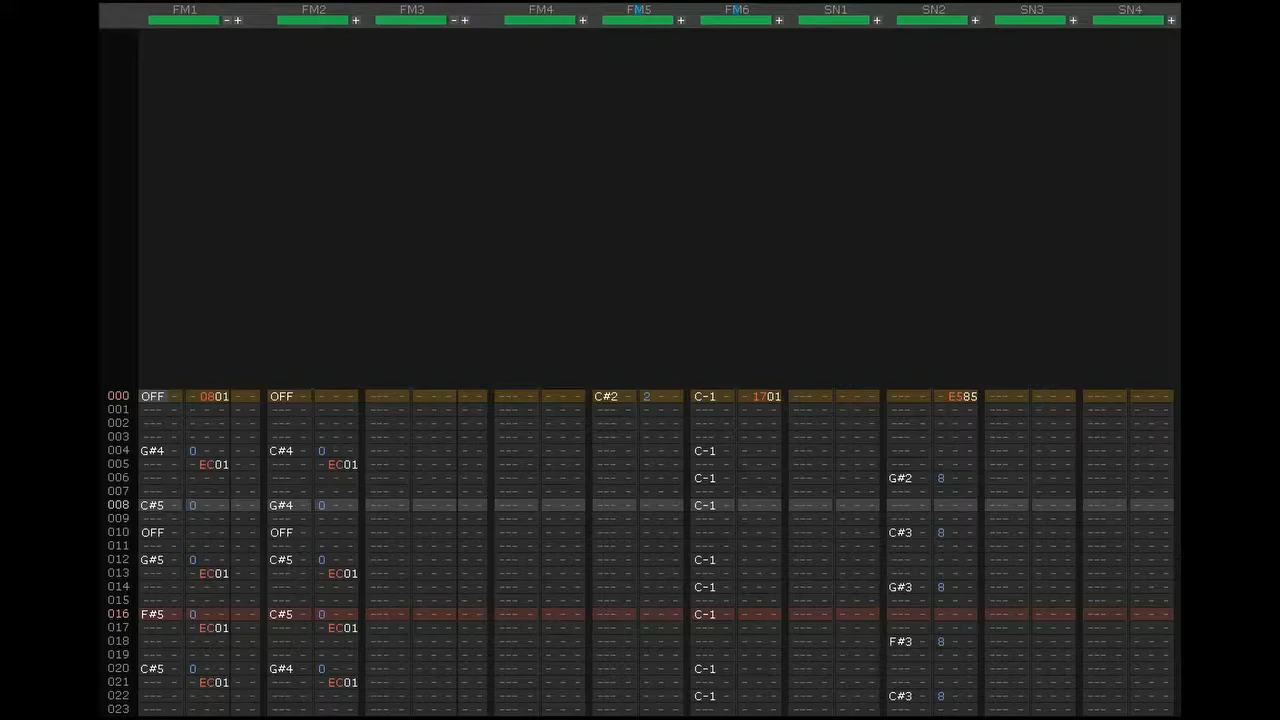 FM1 FM2 FM3 FM4 FM5 FM6 SN1 SN2 SN3 SN4
- + + - + + + + + + + +
000 OFF 0801 OFF C#2 2 C-1 1701 E585
001
002
003
004 G#4 0 C#4 0 C-1
005 EC01 EC01
006 C-1 G#2 8
007
008 C#5 0 G#4 0 C-1
009
010 OFF OFF C#3 8
011
012 G#5 0 C#5 0 C-1
013 EC01 EC01
014 C-1 G#3 8
015
016 F#5 0 C#5 0 C-1
017 EC01 EC01
018 F#3 8
019
020 C#5 0 G#4 0 C-1
021 EC01 EC01
022 C-1 C#3 8
023